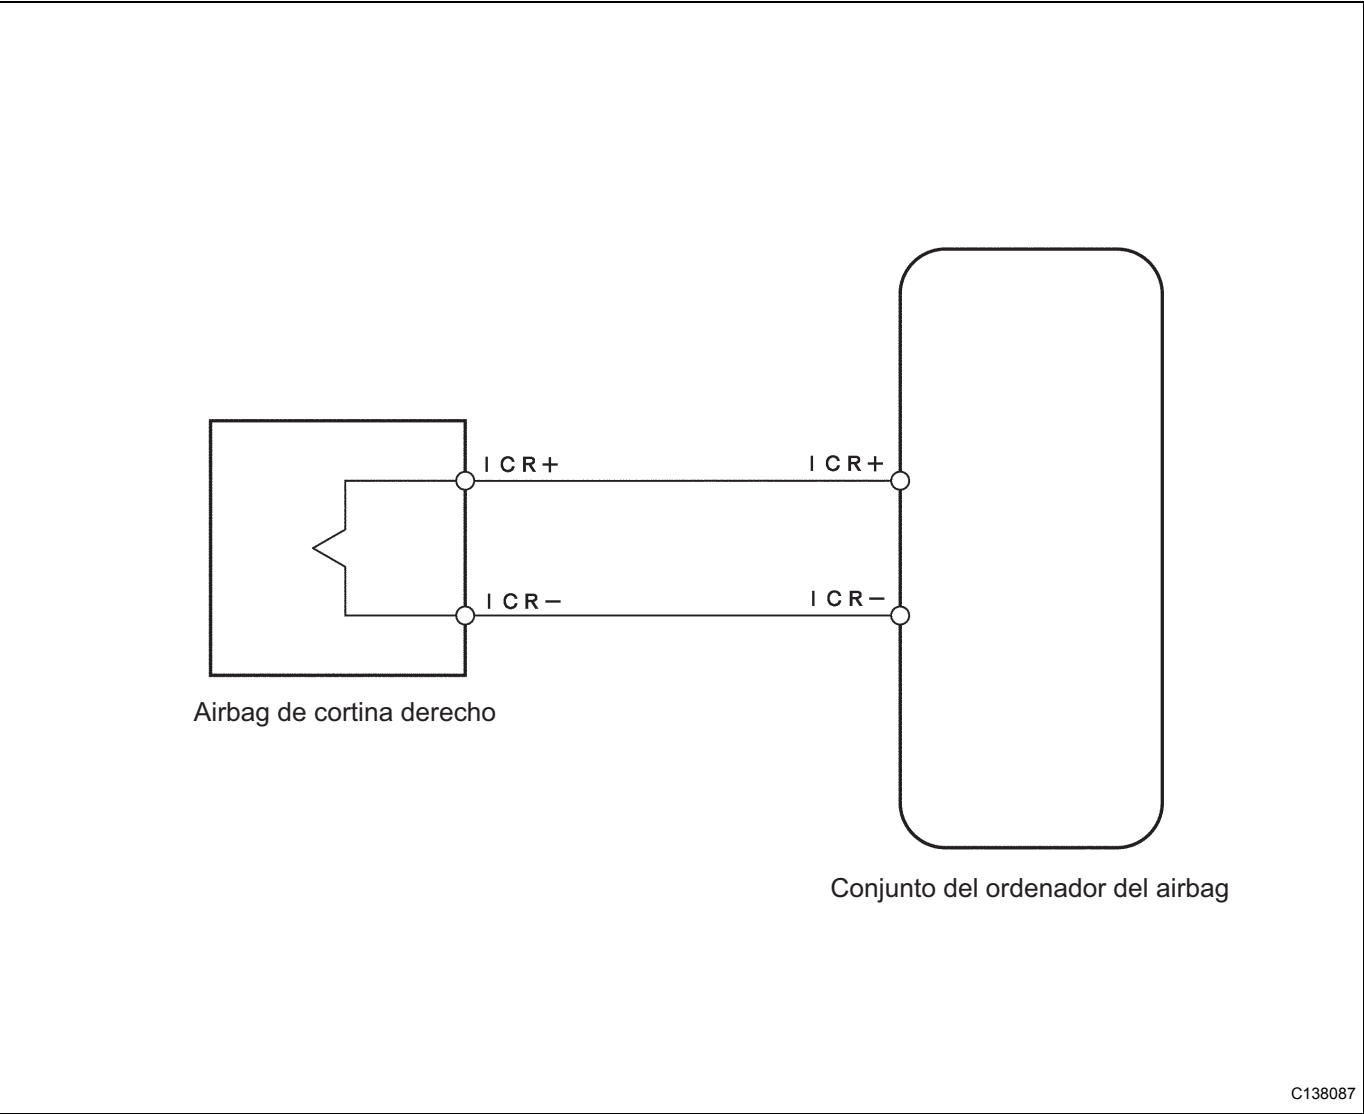 ICR+ ICR+
ICR− ICR−
Airbag de cortina derecho
Conjunto del ordenador del airbag
C138087